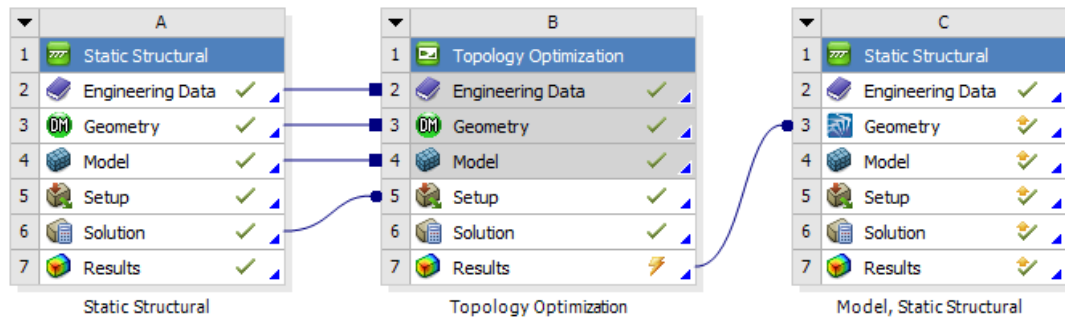 A
1 Static Structural
2 Engineering Data
3 DM Geometry
4 Model
5 Setup
6 Solution
7 Results
Static Structural
B
1 Topology Optimization
2 Engineering Data
3 DM Geometry
4 Model
5 Setup
6 Solution
7 Results
Topology Optimization
C
1 Static Structural
2 Engineering Data
3 Geometry
4 Model
5 Setup
6 Solution
7 Results
Model, Static Structural